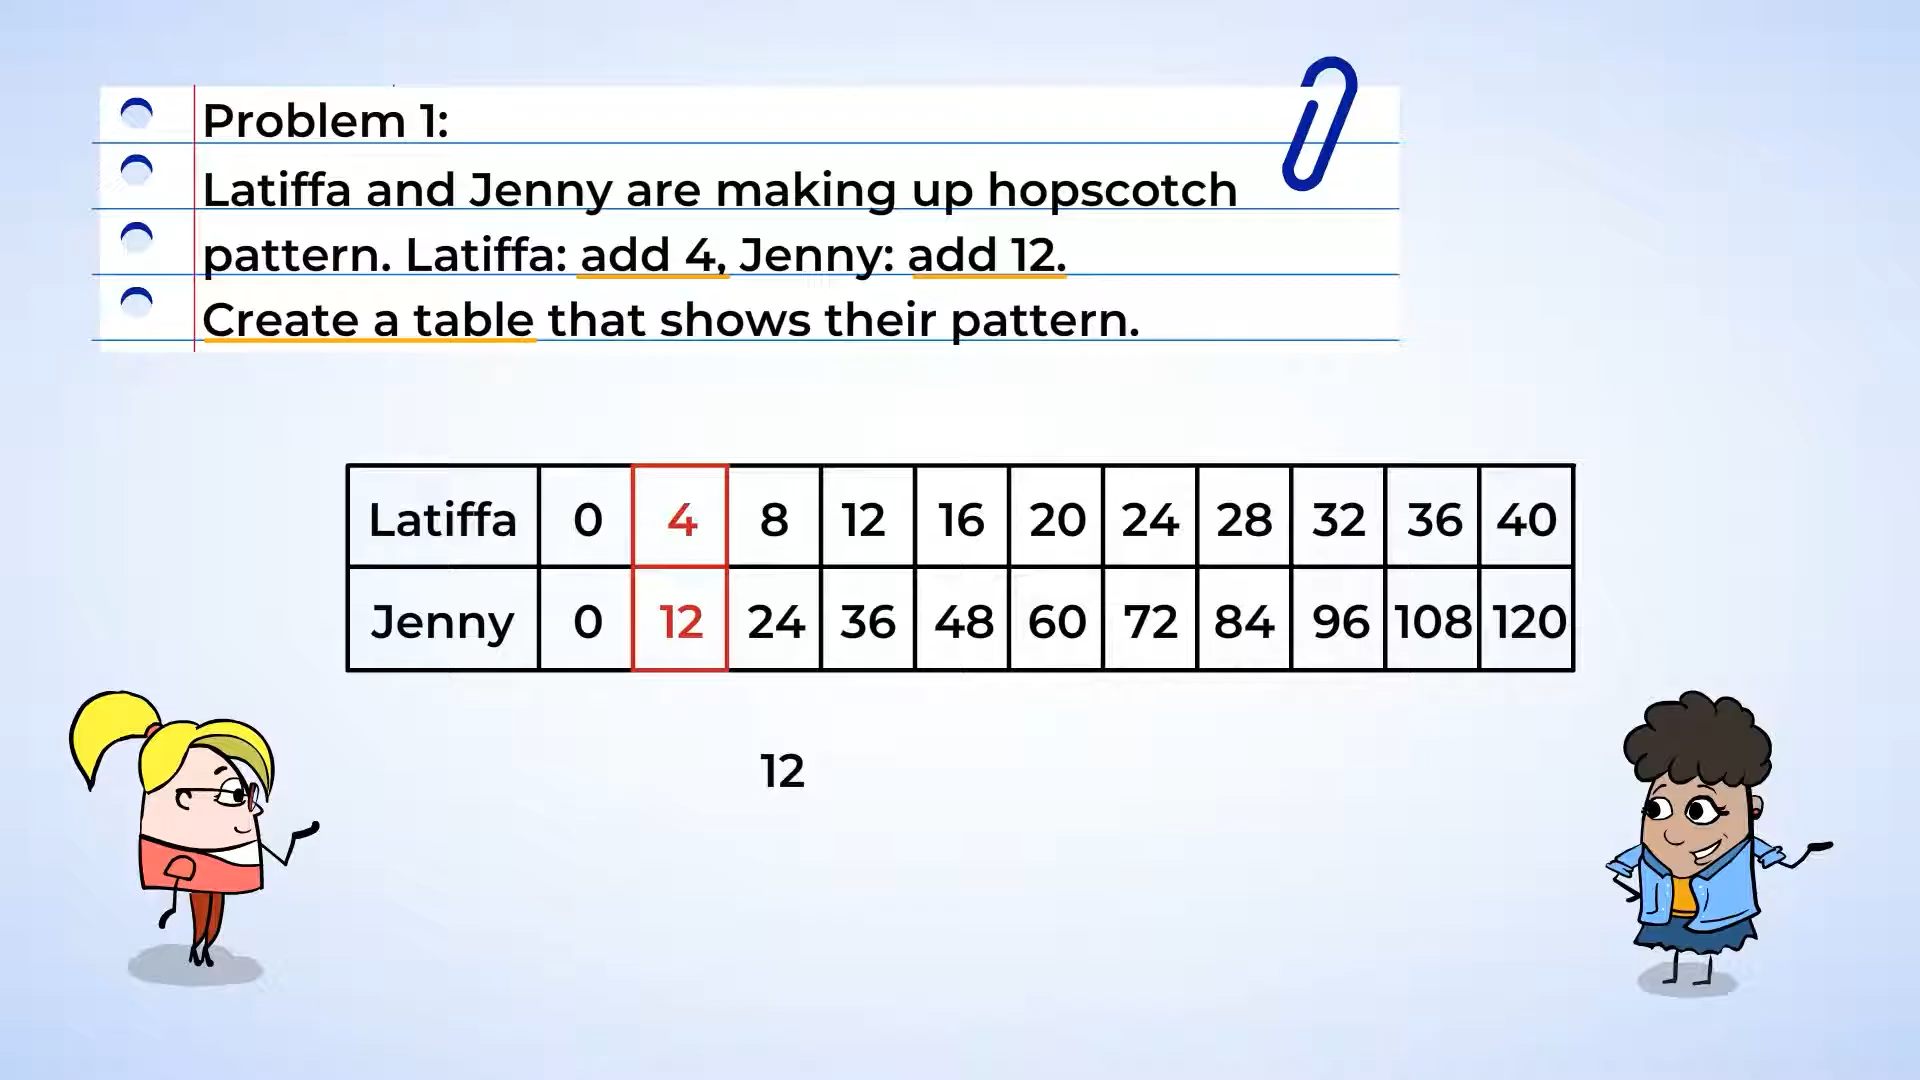 Problem 1:
Latiffa and Jenny are making up hopscotch
pattern. Latiffa: add 4, Jenny: add 12.
Create a table that shows their pattern.
Latiffa 0 4 8 12 16 20 24 28 32 36 40
Jenny 0 12 24 36 48 60 72 84 96 108 120
12